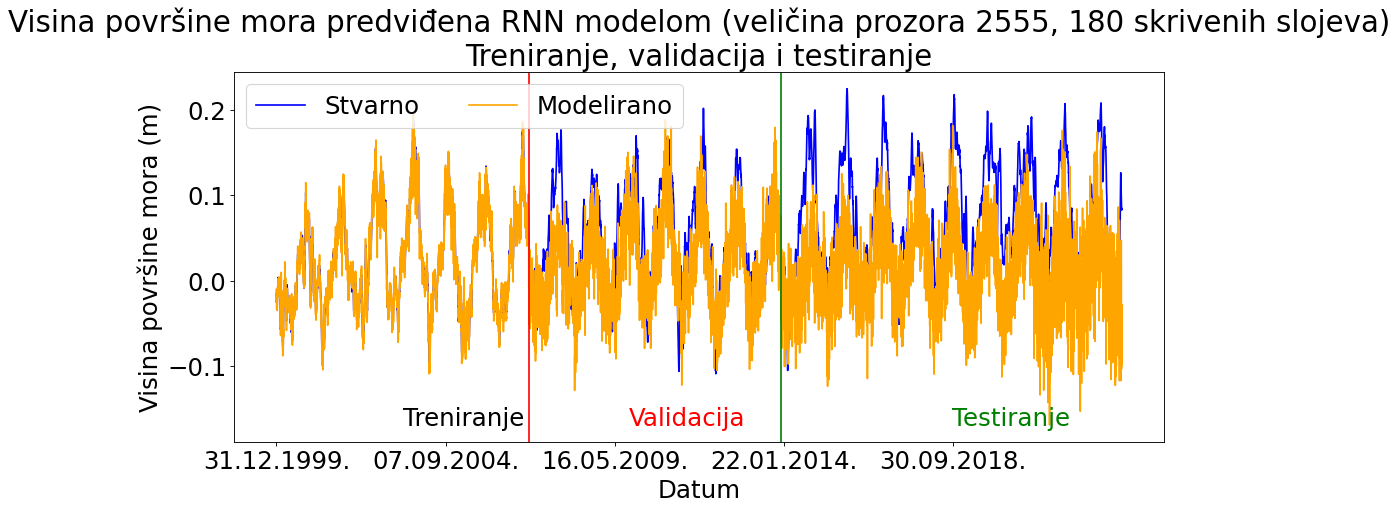 Visina površine mora predviđena RNN modelom (veličina prozora 2555, 180 skrivenih slojeva)
Treniranje, validacija i testiranje
Stvarno
Modelirano
Visina površine mora (m)
0.2
0.1
0.0
−0.1
Treniranje
Validacija
Testiranje
31.12.1999.
07.09.2004.
16.05.2009.
22.01.2014.
30.09.2018.
Datum